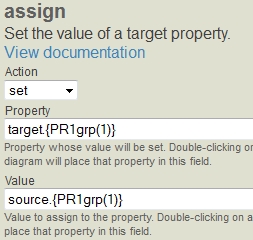 assign
Set the value of a target property.
View documentation
Action
set
Property
target.{PR1grp(1)}
Property whose value will be set. Double-clicking on
diagram will place that property in this field.
Value
source.{PR1grp(1)}
Value to assign to the property. Double-clicking on a
place that property in this field.